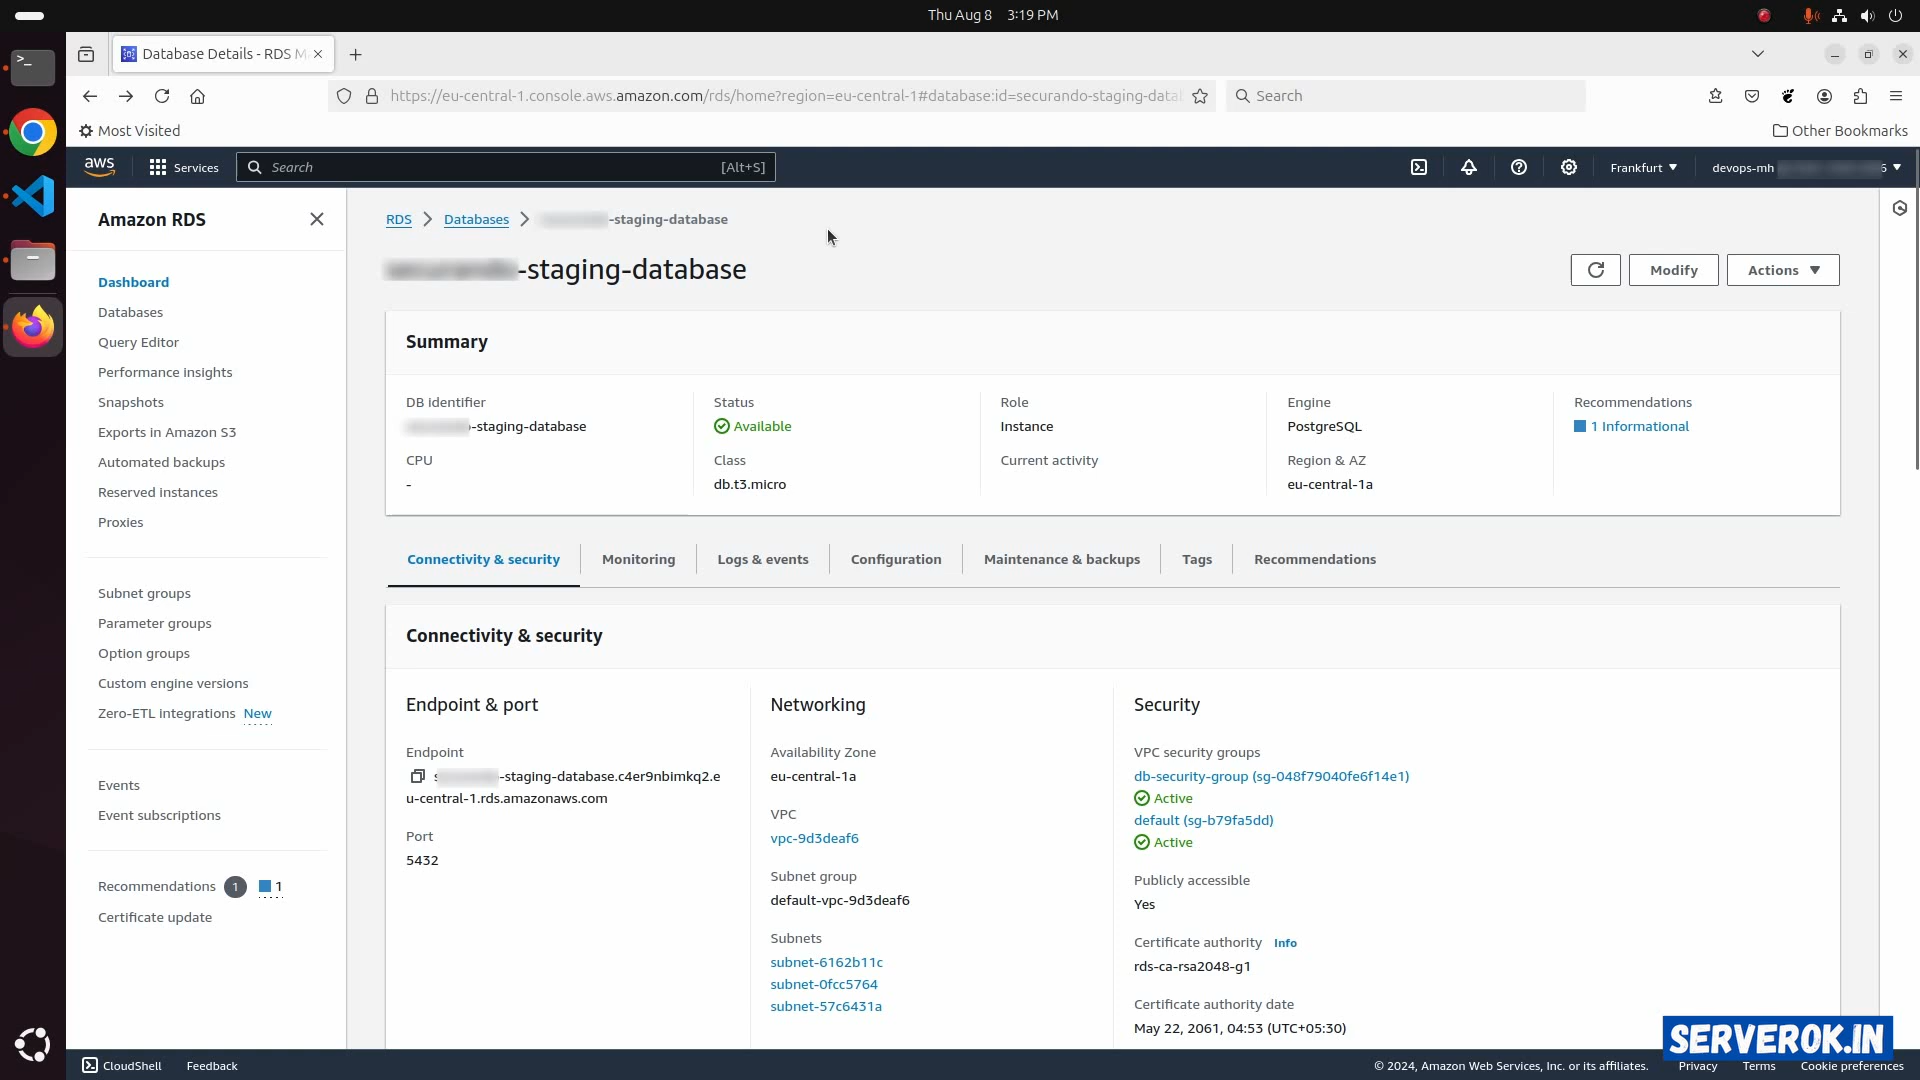 Thu Aug 8 3:19 PM
Database Details - RDS M
https://eu-central-1.console.aws.amazon.com/rds/home?region=eu-central-1#database:id=securando-staging-data
Search
Most Visited
Other Bookmarks
aws
Services
Search
[Alt+S]
Frankfurt
devops-mh
6
Amazon RDS
Dashboard
Databases
Query Editor
Performance insights
Snapshots
Exports in Amazon S3
Automated backups
Reserved instances
Proxies
Subnet groups
Parameter groups
Option groups
Custom engine versions
Zero-ETL integrations New
Events
Event subscriptions
Recommendations 1 1
Certificate update
RDS
Databases
-staging-database
-staging-database
Modify
Actions
Summary
DB identifier
-staging-database
CPU
-
Status
Available
Class
db.t3.micro
Role
Instance
Current activity
Engine
PostgreSQL
Region & AZ
eu-central-1a
Recommendations
1 Informational
Connectivity & security
Monitoring
Logs & events
Configuration
Maintenance & backups
Tags
Recommendations
Connectivity & security
Endpoint & port
Endpoint
s
-staging-database.c4er9nbimkq2.e
u-central-1.rds.amazonaws.com
Port
5432
Networking
Availability Zone
eu-central-1a
VPC
vpc-9d3deaf6
Subnet group
default-vpc-9d3deaf6
Subnets
subnet-6162b11c
subnet-0fcc5764
subnet-57c6431a
Security
VPC security groups
db-security-group (sg-048f79040fe6f14e1)
Active
default (sg-b79fa5dd)
Active
Publicly accessible
Yes
Certificate authority Info
rds-ca-rsa2048-g1
Certificate authority date
May 22, 2061, 04:53 (UTC+05:30)
SERVEROK.IN
CloudShell
Feedback
© 2024, Amazon Web Services, Inc. or its affiliates.
Privacy
Terms
Cookie preferences